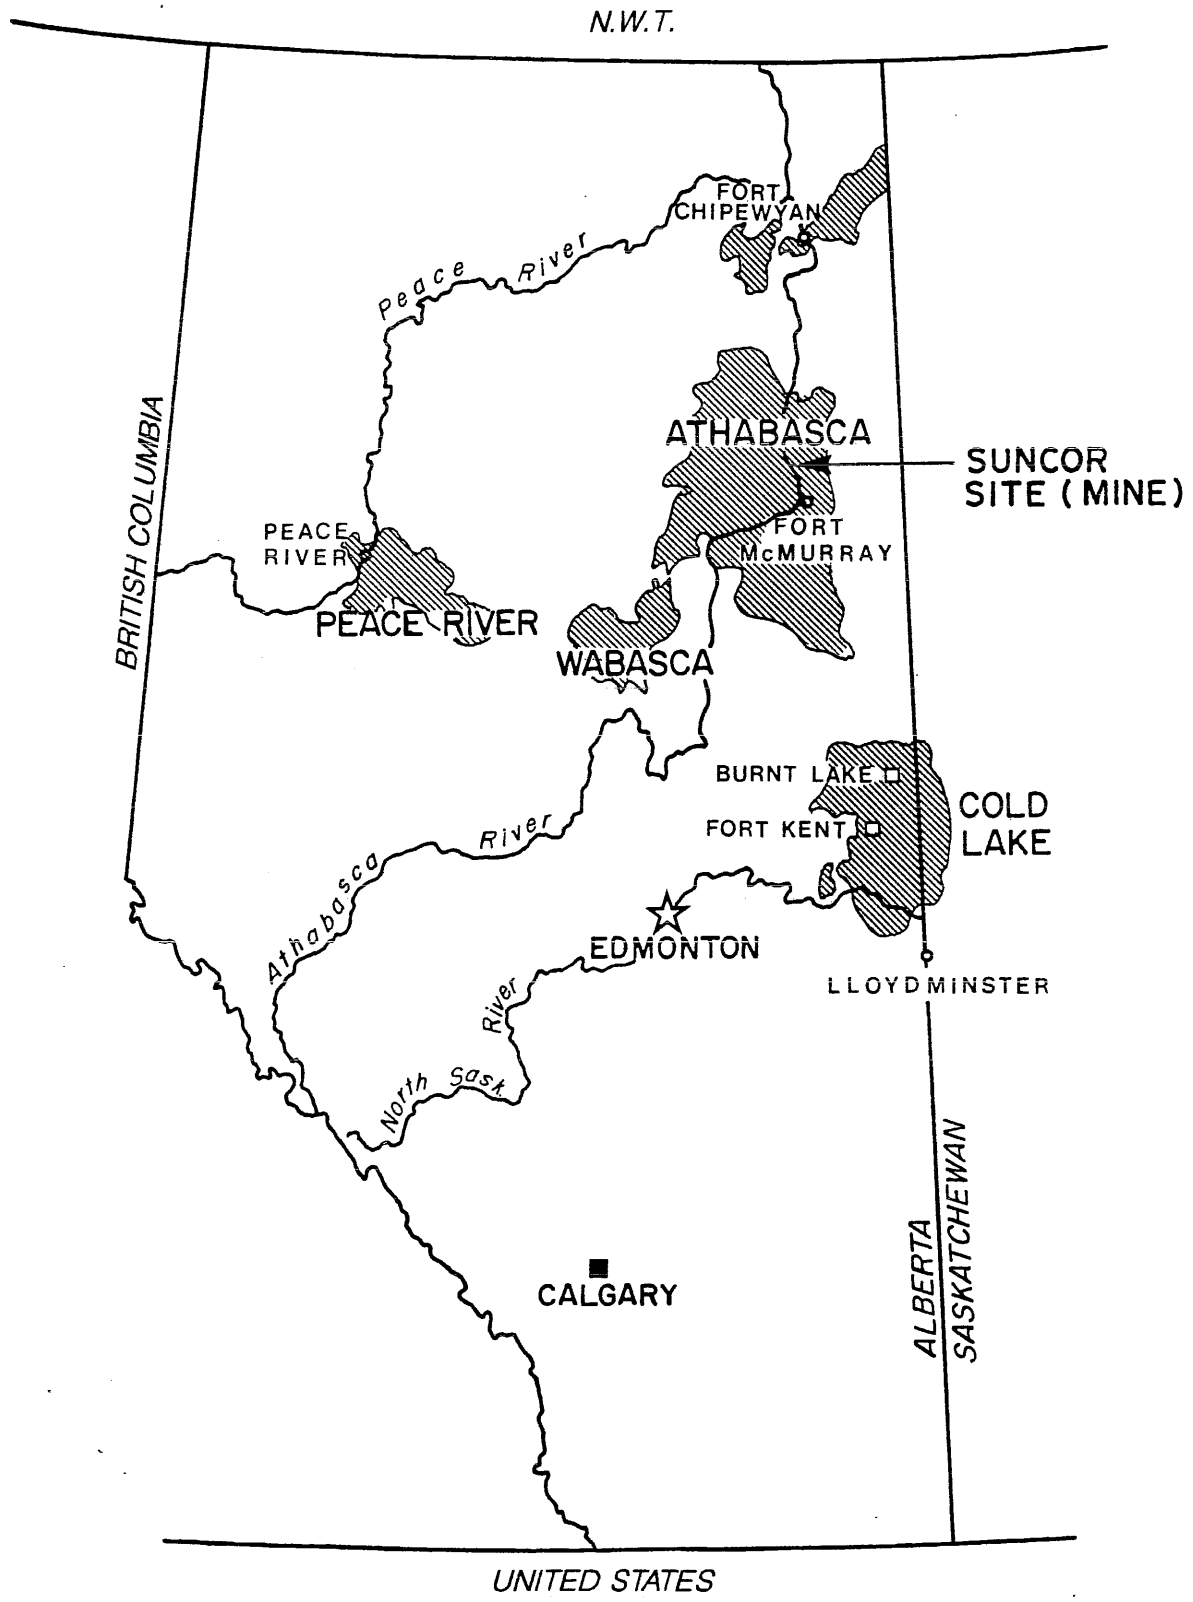 N.W.T.
FORT
CHIPEWYAN
Peace River
ATHABASCA
SUNCOR
SITE (MINE)
BRITISH COLUMBIA
PEACE
RIVER
FORT
McMURRAY
PEACE RIVER
WABASCA
BURNT LAKE
COLD
LAKE
FORT KENT
Athabasca River
EDMONTON
LLOYDMINSTER
North Sask. River
CALGARY
ALBERTA
SASKATCHEWAN
UNITED STATES